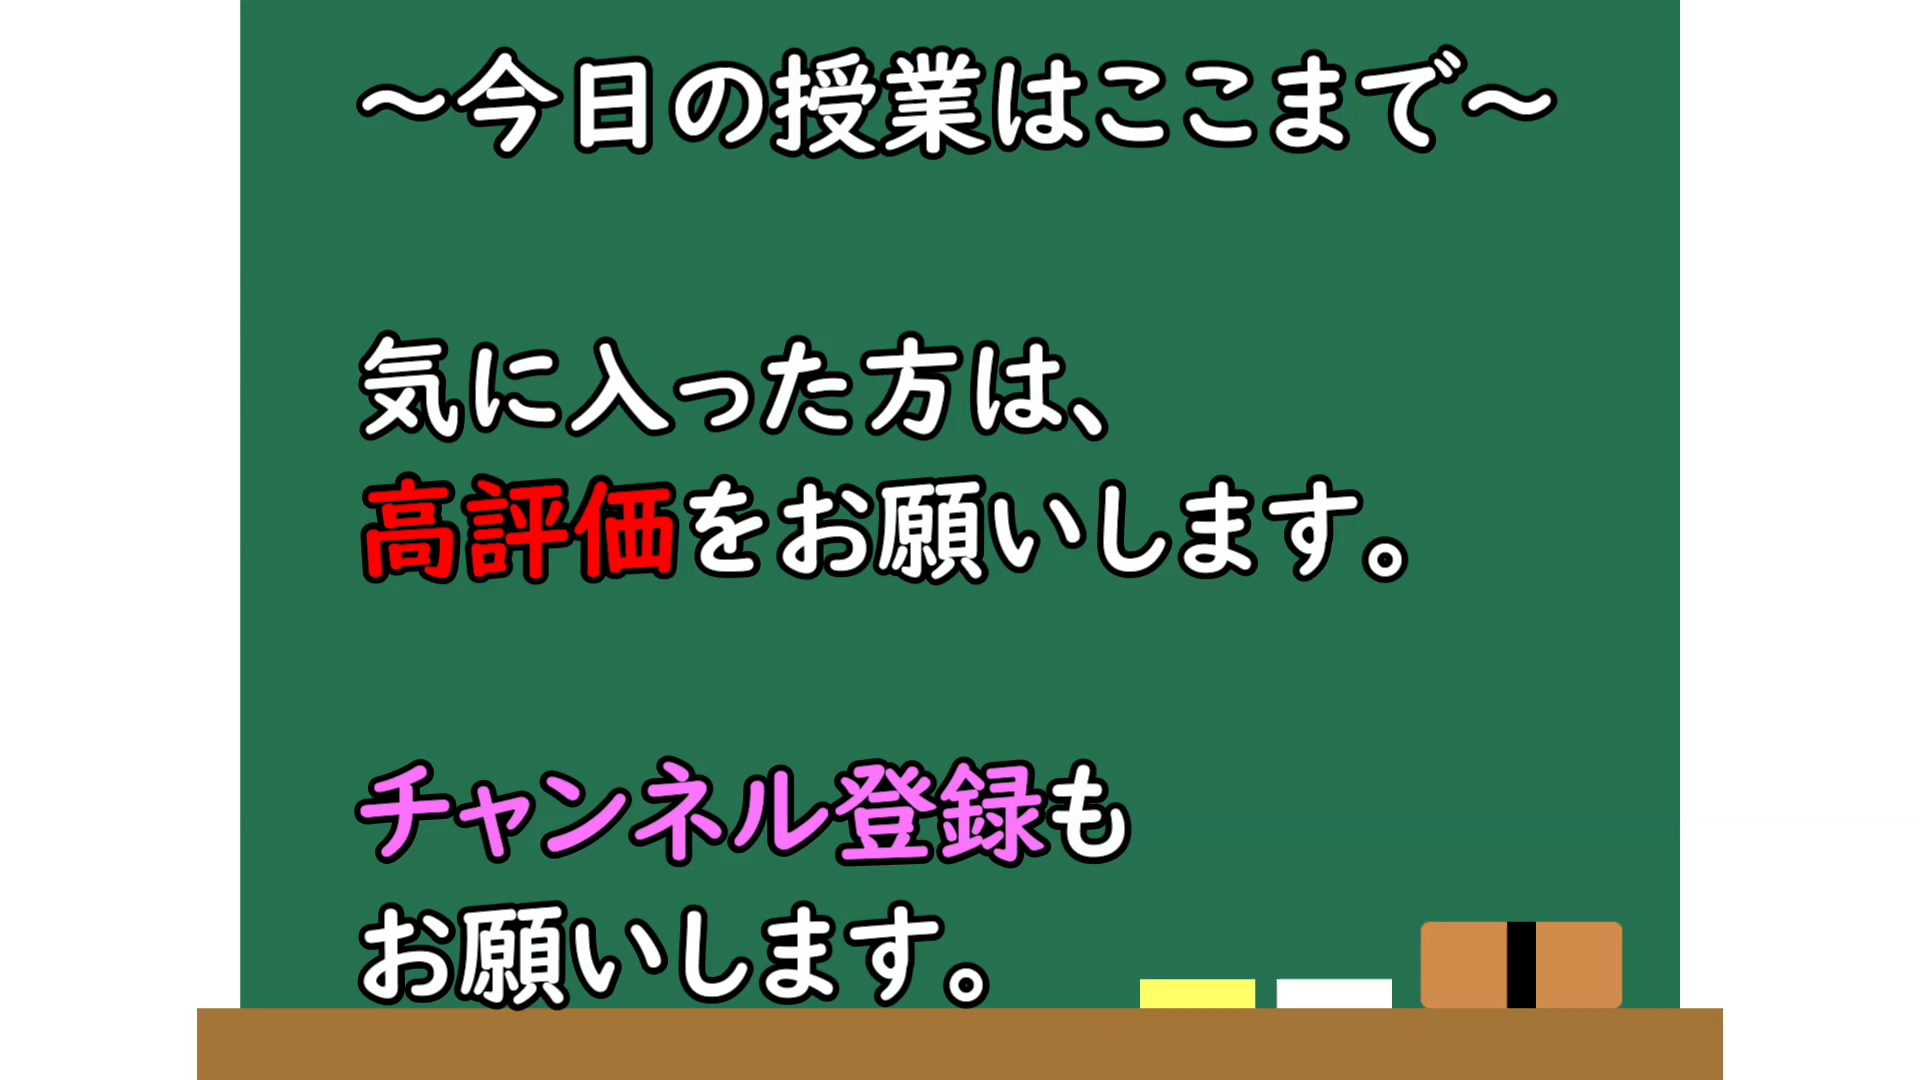 ～今日の授業はここまで～
気に入った方は、
高評価をお願いします。
チャンネル登録も
お願いします。